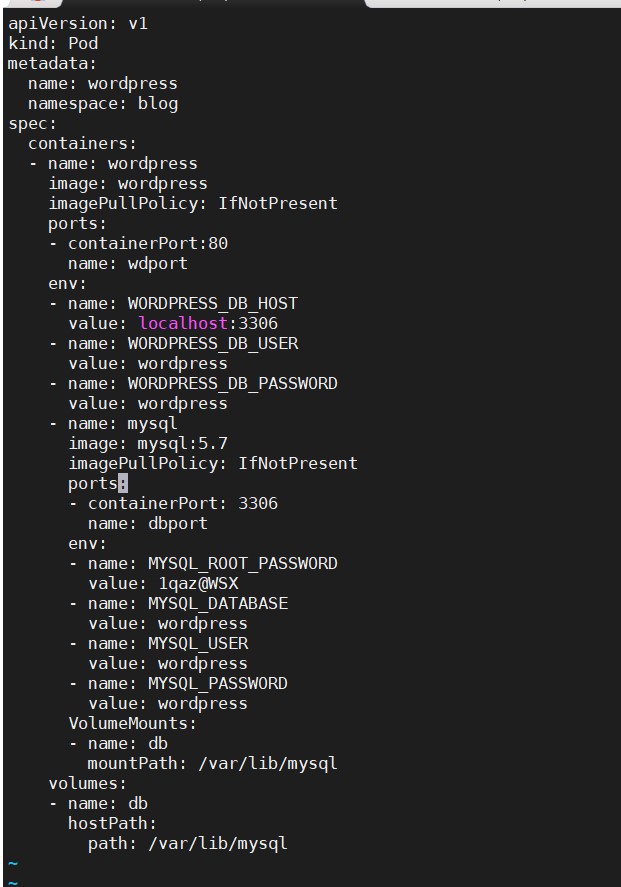 apiVersion: v1
kind: Pod
metadata:
  name: wordpress
  namespace: blog
spec:
  containers:
  - name: wordpress
    image: wordpress
    imagePullPolicy: IfNotPresent
    ports:
    - containerPort:80
      name: wdport
    env:
    - name: WORDPRESS_DB_HOST
      value: localhost:3306
    - name: WORDPRESS_DB_USER
      value: wordpress
    - name: WORDPRESS_DB_PASSWORD
      value: wordpress
    - name: mysql
      image: mysql:5.7
      imagePullPolicy: IfNotPresent
      ports:
      - containerPort: 3306
        name: dbport
      env:
      - name: MYSQL_ROOT_PASSWORD
        value: 1qaz@WSX
      - name: MYSQL_DATABASE
        value: wordpress
      - name: MYSQL_USER
        value: wordpress
      - name: MYSQL_PASSWORD
        value: wordpress
      VolumeMounts:
      - name: db
        mountPath: /var/lib/mysql
    volumes:
    - name: db
      hostPath:
        path: /var/lib/mysql
~
~